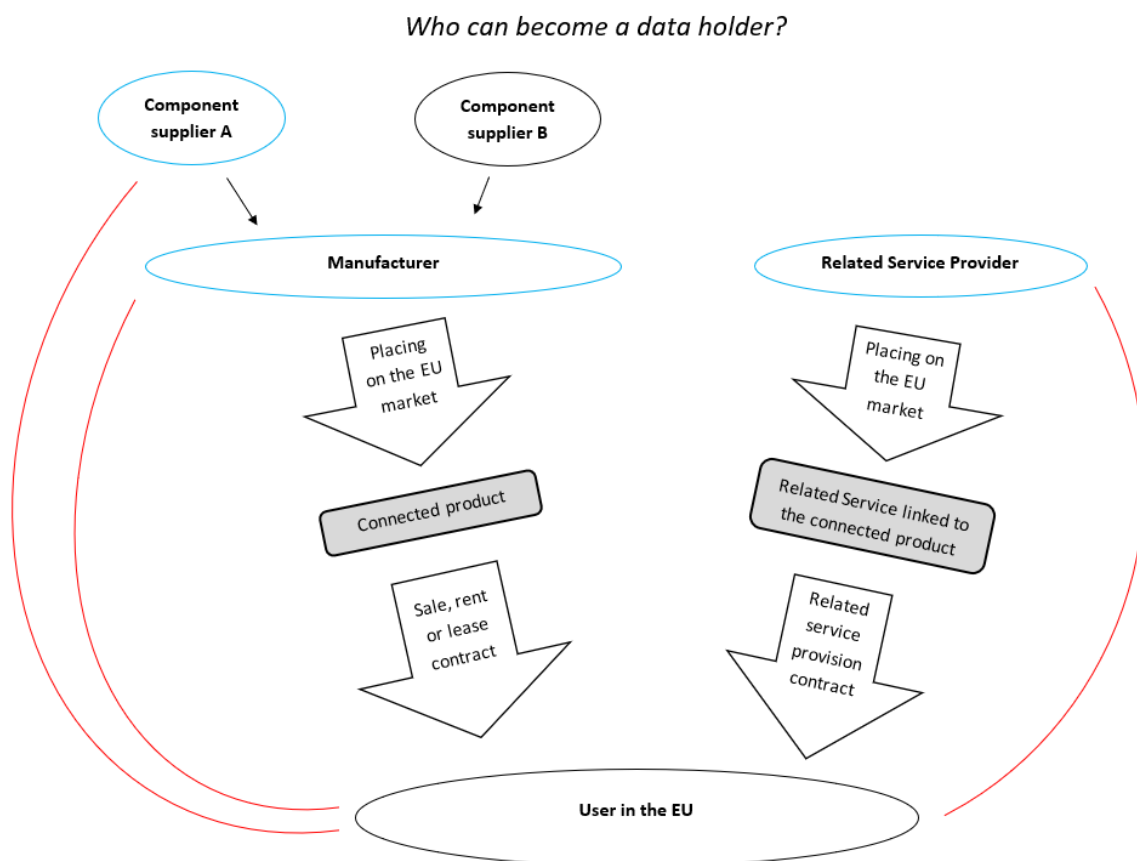 Who can become a data holder?
Component
supplier A
Component
supplier B
Manufacturer
Related Service Provider
Placing
on the EU
market
Placing on
the EU
market
Connected product
Related Service linked to
the connected product
Sale, rent
or lease
contract
Related
service
provision
contract
User in the EU